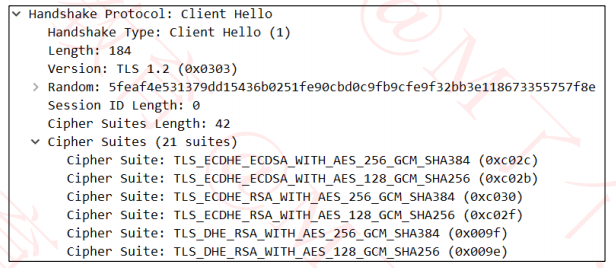 Handshake Protocol: Client Hello
Handshake Type: Client Hello (1)
Length: 184
Version: TLS 1.2 (0x0303)
Random: 5feaf4e531379dd15436b0251fe90cbd0c9fb9cfe9f32bb3e118673355757f8e
Session ID Length: 0
Cipher Suites Length: 42
Cipher Suites (21 suites)
Cipher Suite: TLS_ECDHE_ECDSA_WITH_AES_256_GCM_SHA384 (0xc02c)
Cipher Suite: TLS_ECDHE_ECDSA_WITH_AES_128_GCM_SHA256 (0xc02b)
Cipher Suite: TLS_ECDHE_RSA_WITH_AES_256_GCM_SHA384 (0xc030)
Cipher Suite: TLS_ECDHE_RSA_WITH_AES_128_GCM_SHA256 (0xc02f)
Cipher Suite: TLS_DHE_RSA_WITH_AES_256_GCM_SHA384 (0x009f)
Cipher Suite: TLS_DHE_RSA_WITH_AES_128_GCM_SHA256 (0x009e)